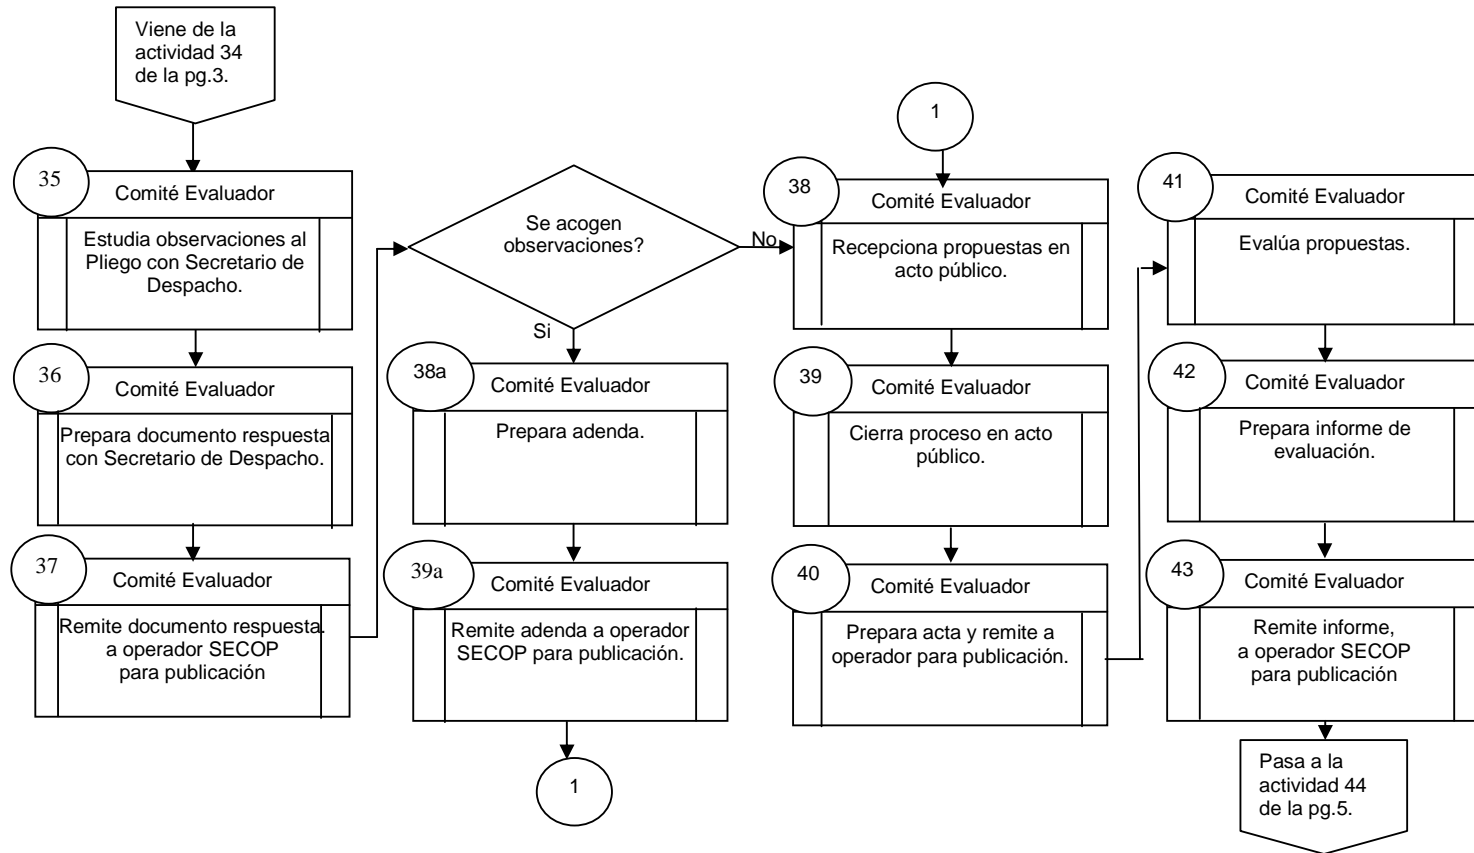 Viene de la
actividad 34
de la pg.3.
35
Comité Evaluador
Estudia observaciones al
Pliego con Secretario de
Despacho.
36
Comité Evaluador
Prepara documento respuesta
con Secretario de Despacho.
37
Comité Evaluador
Remite documento respuesta.
a operador SECOP
para publicación
Se acogen
observaciones?
No
Si
38a
Comité Evaluador
Prepara adenda.
39a
Comité Evaluador
Remite adenda a operador
SECOP para publicación.
1
1
38
Comité Evaluador
Recepciona propuestas en
acto público.
39
Comité Evaluador
Cierra proceso en acto
público.
40
Comité Evaluador
Prepara acta y remite a
operador para publicación.
41
Comité Evaluador
Evalúa propuestas.
42
Comité Evaluador
Prepara informe de
evaluación.
43
Comité Evaluador
Remite informe,
a operador SECOP
para publicación
Pasa a la
actividad 44
de la pg.5.